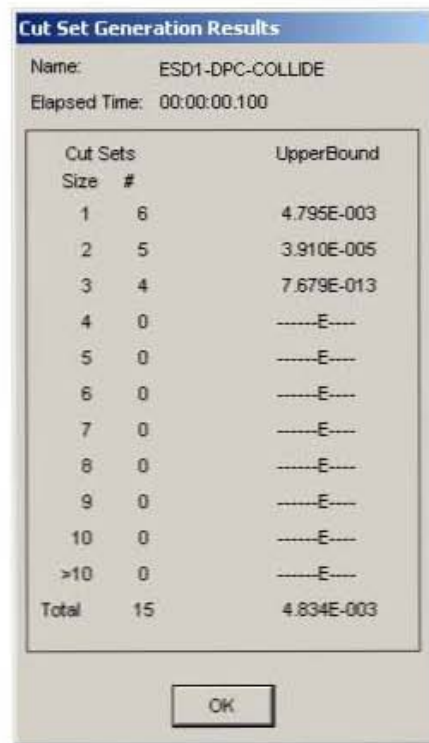 Cut Set Generation Results
Name: ESD1-DPC-COLLIDE
Elapsed Time: 00:00:00.100
Cut Sets UpperBound
Size #
1 6 4.795E-003
2 5 3.910E-005
3 4 7.679E-013
4 0 ------E----
5 0 ------E----
6 0 ------E----
7 0 ------E----
8 0 ------E----
9 0 ------E----
10 0 ------E----
>10 0 ------E----
Total 15 4.834E-003
OK